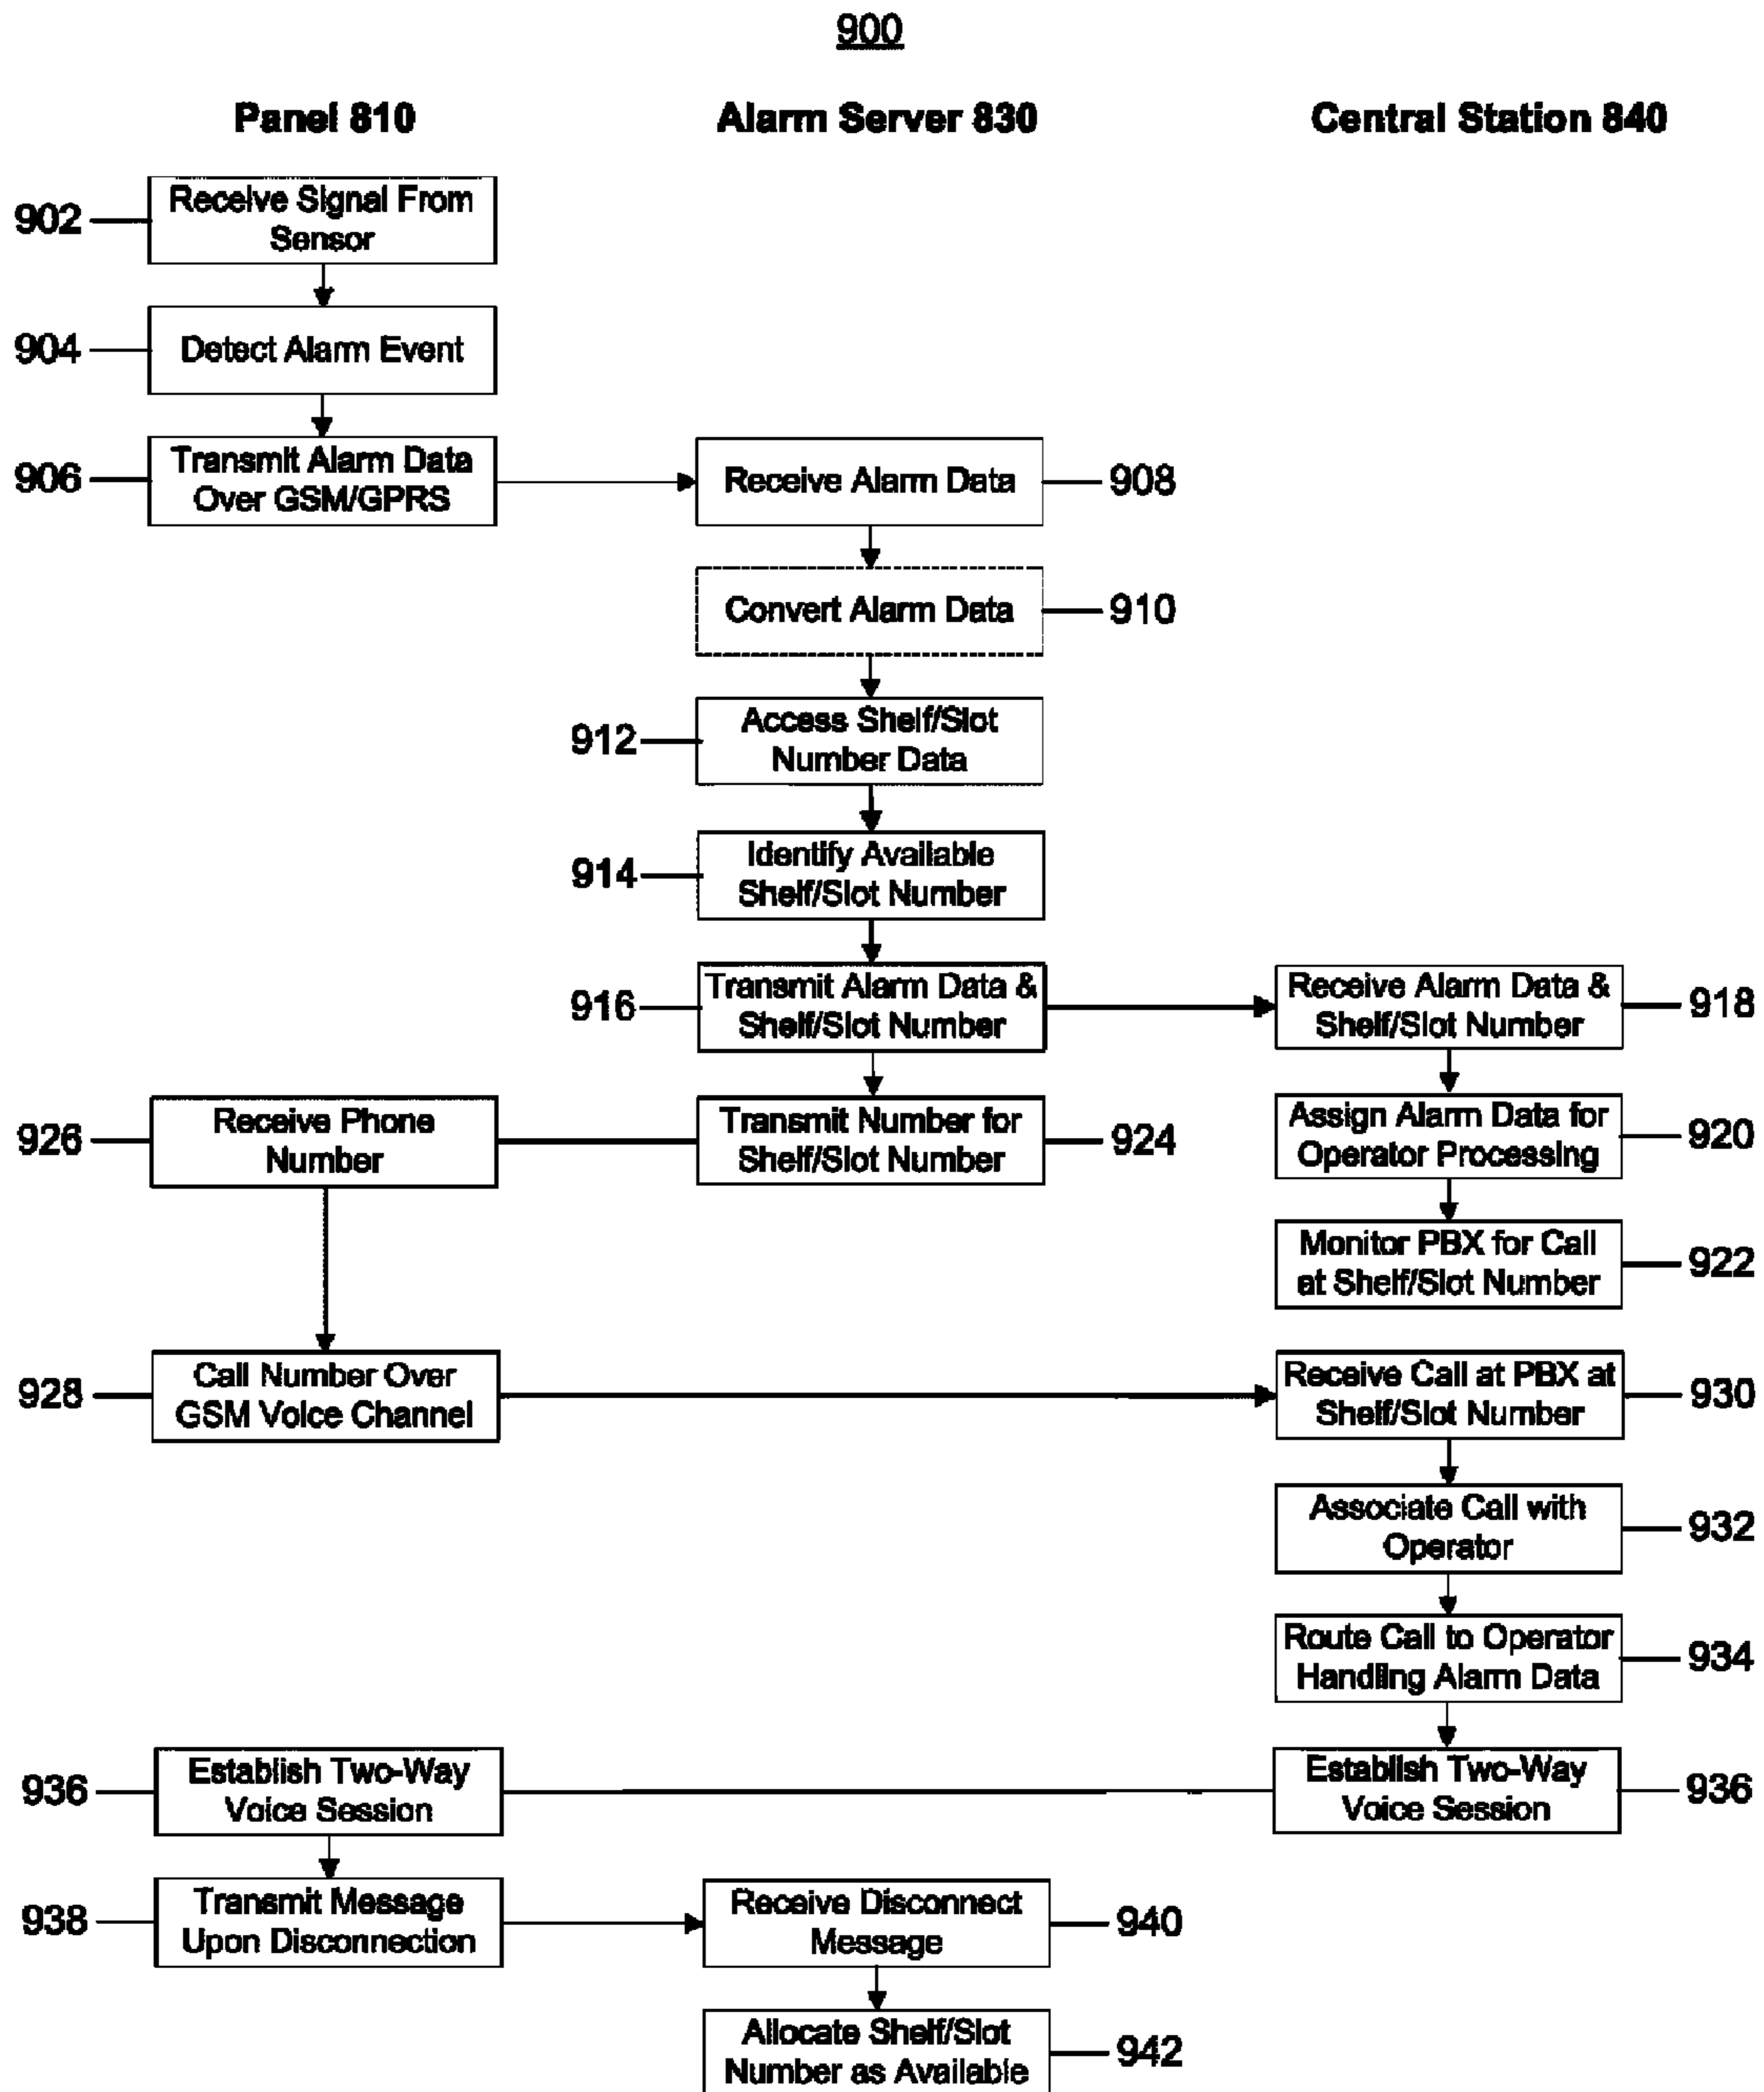 900
Panel 810
Alarm Server 830
Central Station 840
902
Receive Signal From
Sensor
904
Detect Alarm Event
906
Transmit Alarm Data
Over GSM/GPRS
Receive Alarm Data
908
Convert Alarm Data
910
912
Access Shelf/Slot
Number Data
914
Identify Available
Shelf/Slot Number
916
Transmit Alarm Data &
Shelf/Slot Number
Receive Alarm Data &
Shelf/Slot Number
918
926
Receive Phone
Number
Transmit Number for
Shelf/Slot Number
924
Assign Alarm Data for
Operator Processing
920
Monitor PBX for Call
at Shelf/Slot Number
922
928
Call Number Over
GSM Voice Channel
Receive Call at PBX at
Shelf/Slot Number
930
Associate Call with
Operator
932
Route Call to Operator
Handling Alarm Data
934
936
Establish Two-Way
Voice Session
Establish Two-Way
Voice Session
936
938
Transmit Message
Upon Disconnection
Receive Disconnect
Message
940
Allocate Shelf/Slot
Number as Available
942